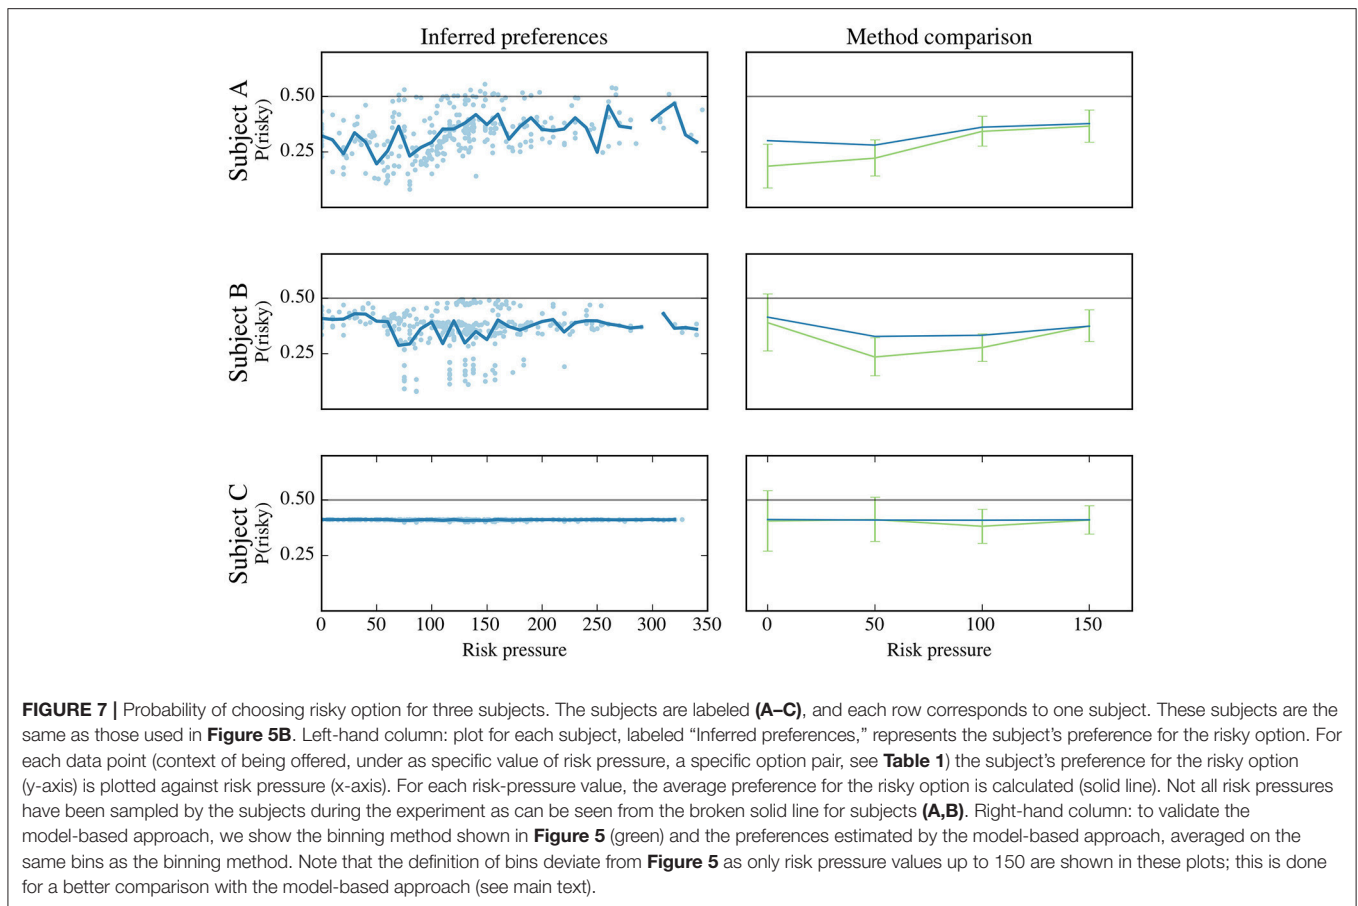 Inferred preferences
Method comparison
Subject A
P(risky)
0.50
0.25
Subject B
P(risky)
0.50
0.25
Subject C
P(risky)
0.50
0.25
0 50 100 150 200 250 300 350
Risk pressure
0 50 100 150
Risk pressure
FIGURE 7 | Probability of choosing risky option for three subjects. The subjects are labeled (A–C), and each row corresponds to one subject. These subjects are the
same as those used in Figure 5B. Left-hand column: plot for each subject, labeled “Inferred preferences,” represents the subject’s preference for the risky option. For
each data point (context of being offered, under as specific value of risk pressure, a specific option pair, see Table 1) the subject’s preference for the risky option
(y-axis) is plotted against risk pressure (x-axis). For each risk-pressure value, the average preference for the risky option is calculated (solid line). Not all risk pressures
have been sampled by the subjects during the experiment as can be seen from the broken solid line for subjects (A,B). Right-hand column: to validate the
model-based approach, we show the binning method shown in Figure 5 (green) and the preferences estimated by the model-based approach, averaged on the
same bins as the binning method. Note that the definition of bins deviate from Figure 5 as only risk pressure values up to 150 are shown in these plots; this is done
for a better comparison with the model-based approach (see main text).